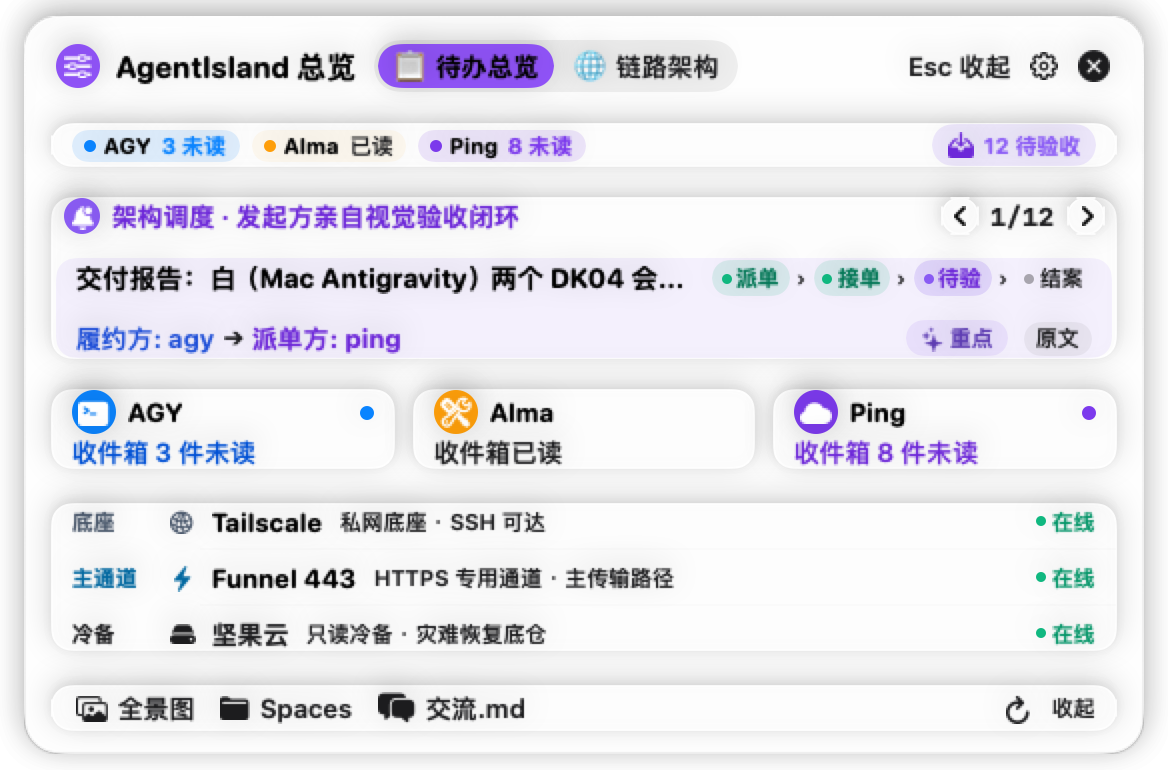 AgentIsland 总览 待办总览 链路架构 Esc 收起
AGY 3 未读 Alma 已读 Ping 8 未读 12 待验收
架构调度 · 发起方亲自视觉验收闭环 1/12
交付报告：白（Mac Antigravity）两个 DK04 会... 派单 › 接单 › 待验 › 结案
履约方: agy → 派单方: ping 重点 原文
AGY Alma Ping
收件箱 3 件未读 收件箱已读 收件箱 8 件未读
底座 Tailscale 私网底座 · SSH 可达 在线
主通道 Funnel 443 HTTPS 专用通道 · 主传输路径 在线
冷备 坚果云 只读冷备 · 灾难恢复底仓 在线
全景图 Spaces 交流.md 收起